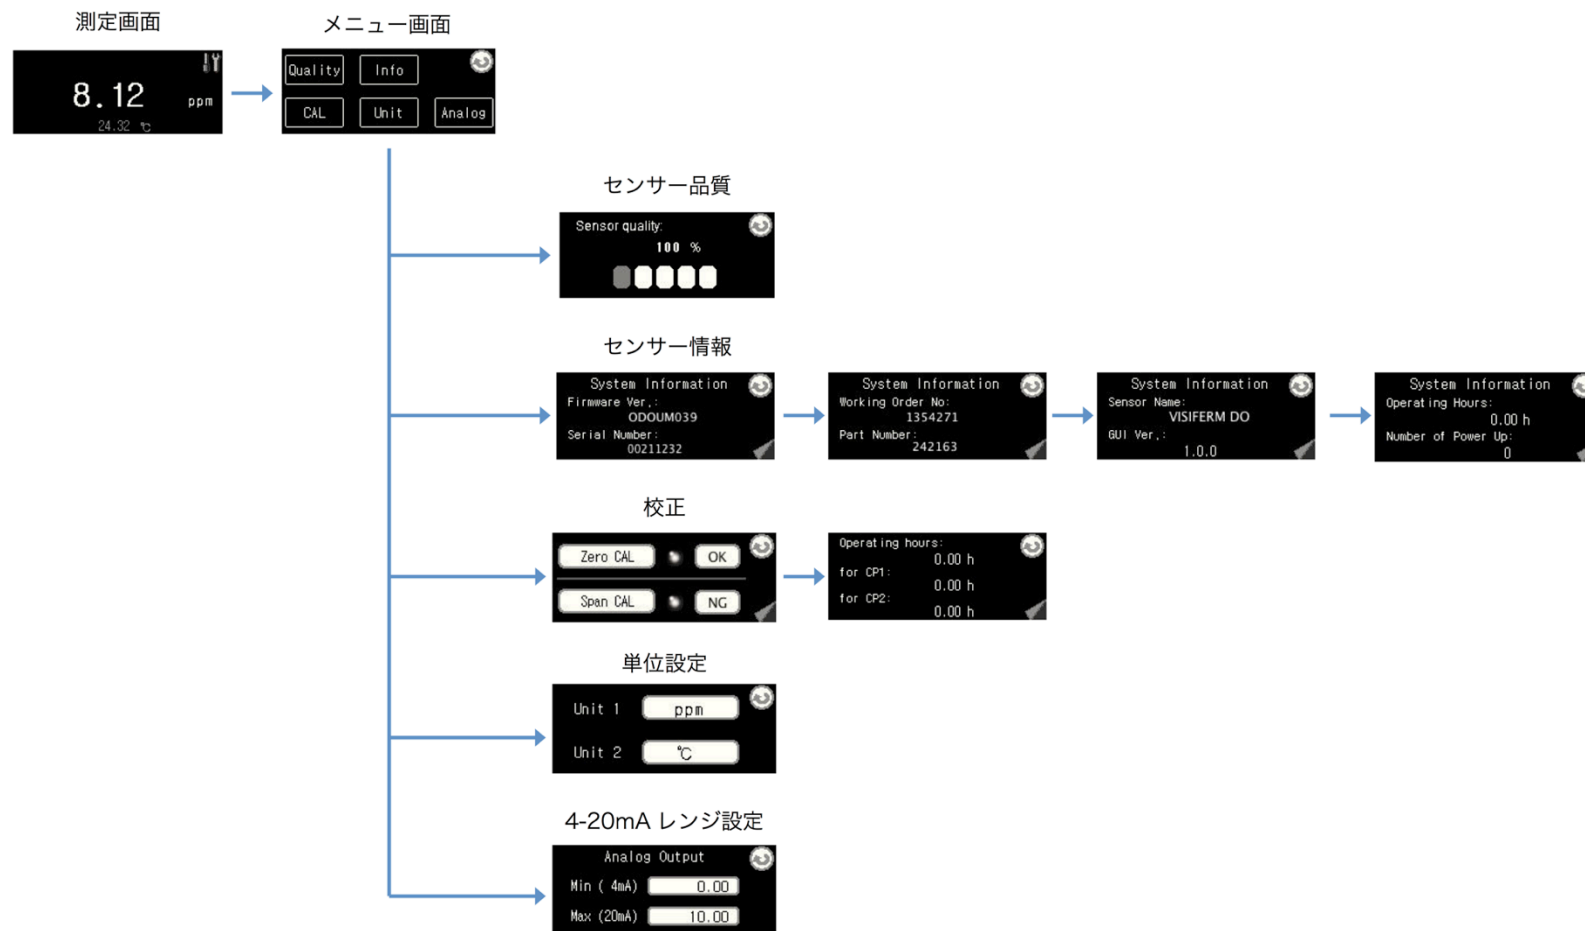 測定画面
8.12 ppm
24.32 ℃
メニュー画面
Quality Info
CAL Unit Analog
センサー品質
Sensor quality:
100 %
センサー情報
System Information
Firmware Ver.:
ODOUM039
Serial Number:
00211232
System Information
Working Order No:
1354271
Part Number:
242163
System Information
Sensor Name:
VISIFERM DO
GUI Ver.:
1.0.0
System Information
Operating Hours:
0.00 h
Number of Power Up:
0
校正
Zero CAL OK
Span CAL NG
Operating hours:
0.00 h
for CP1:
0.00 h
for CP2:
0.00 h
単位設定
Unit 1 ppm
Unit 2 ℃
4-20mA レンジ設定
Analog Output
Min ( 4mA) 0.00
Max (20mA) 10.00